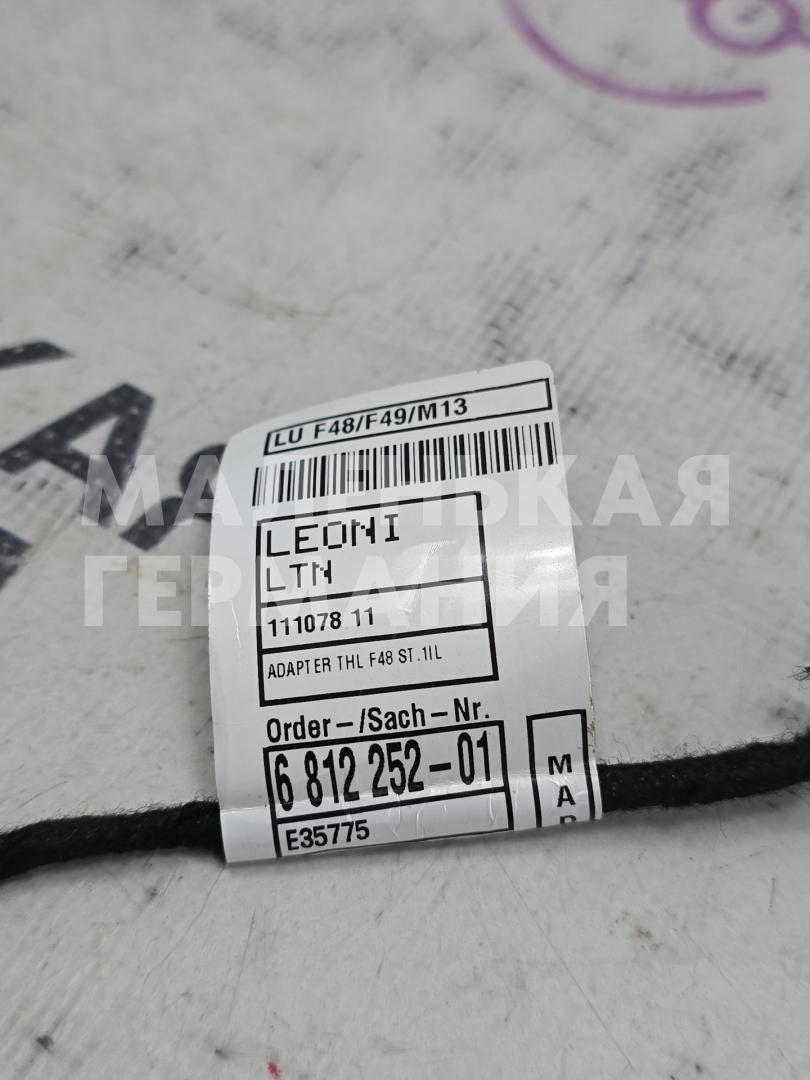 LU F48/F49/M13
LEONI
LTN
111078 11
ADAPTER THL F48 ST.1IL
Order-/Sach-Nr.
6 812 252-01
E35775
MA
МАЛЕНЬКАЯ
ГЕРМАНИЯ